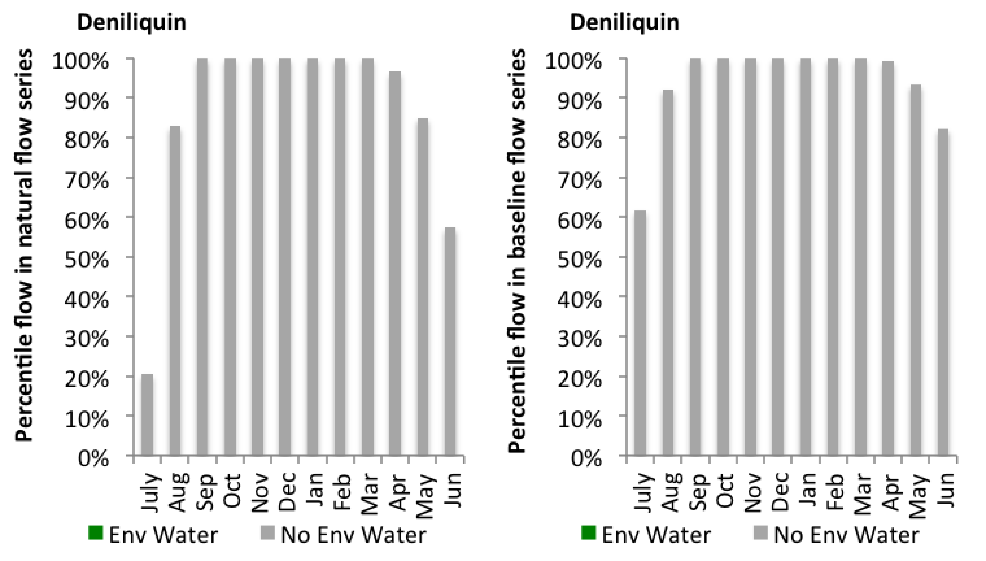 Deniliquin
Percentile flow in natural flow series
100%
90%
80%
70%
60%
50%
40%
30%
20%
10%
0%
July Aug Sep Oct Nov Dec Jan Feb Mar Apr May Jun
Env Water No Env Water
Deniliquin
Percentile flow in baseline flow series
100%
90%
80%
70%
60%
50%
40%
30%
20%
10%
0%
July Aug Sep Oct Nov Dec Jan Feb Mar Apr May Jun
Env Water No Env Water